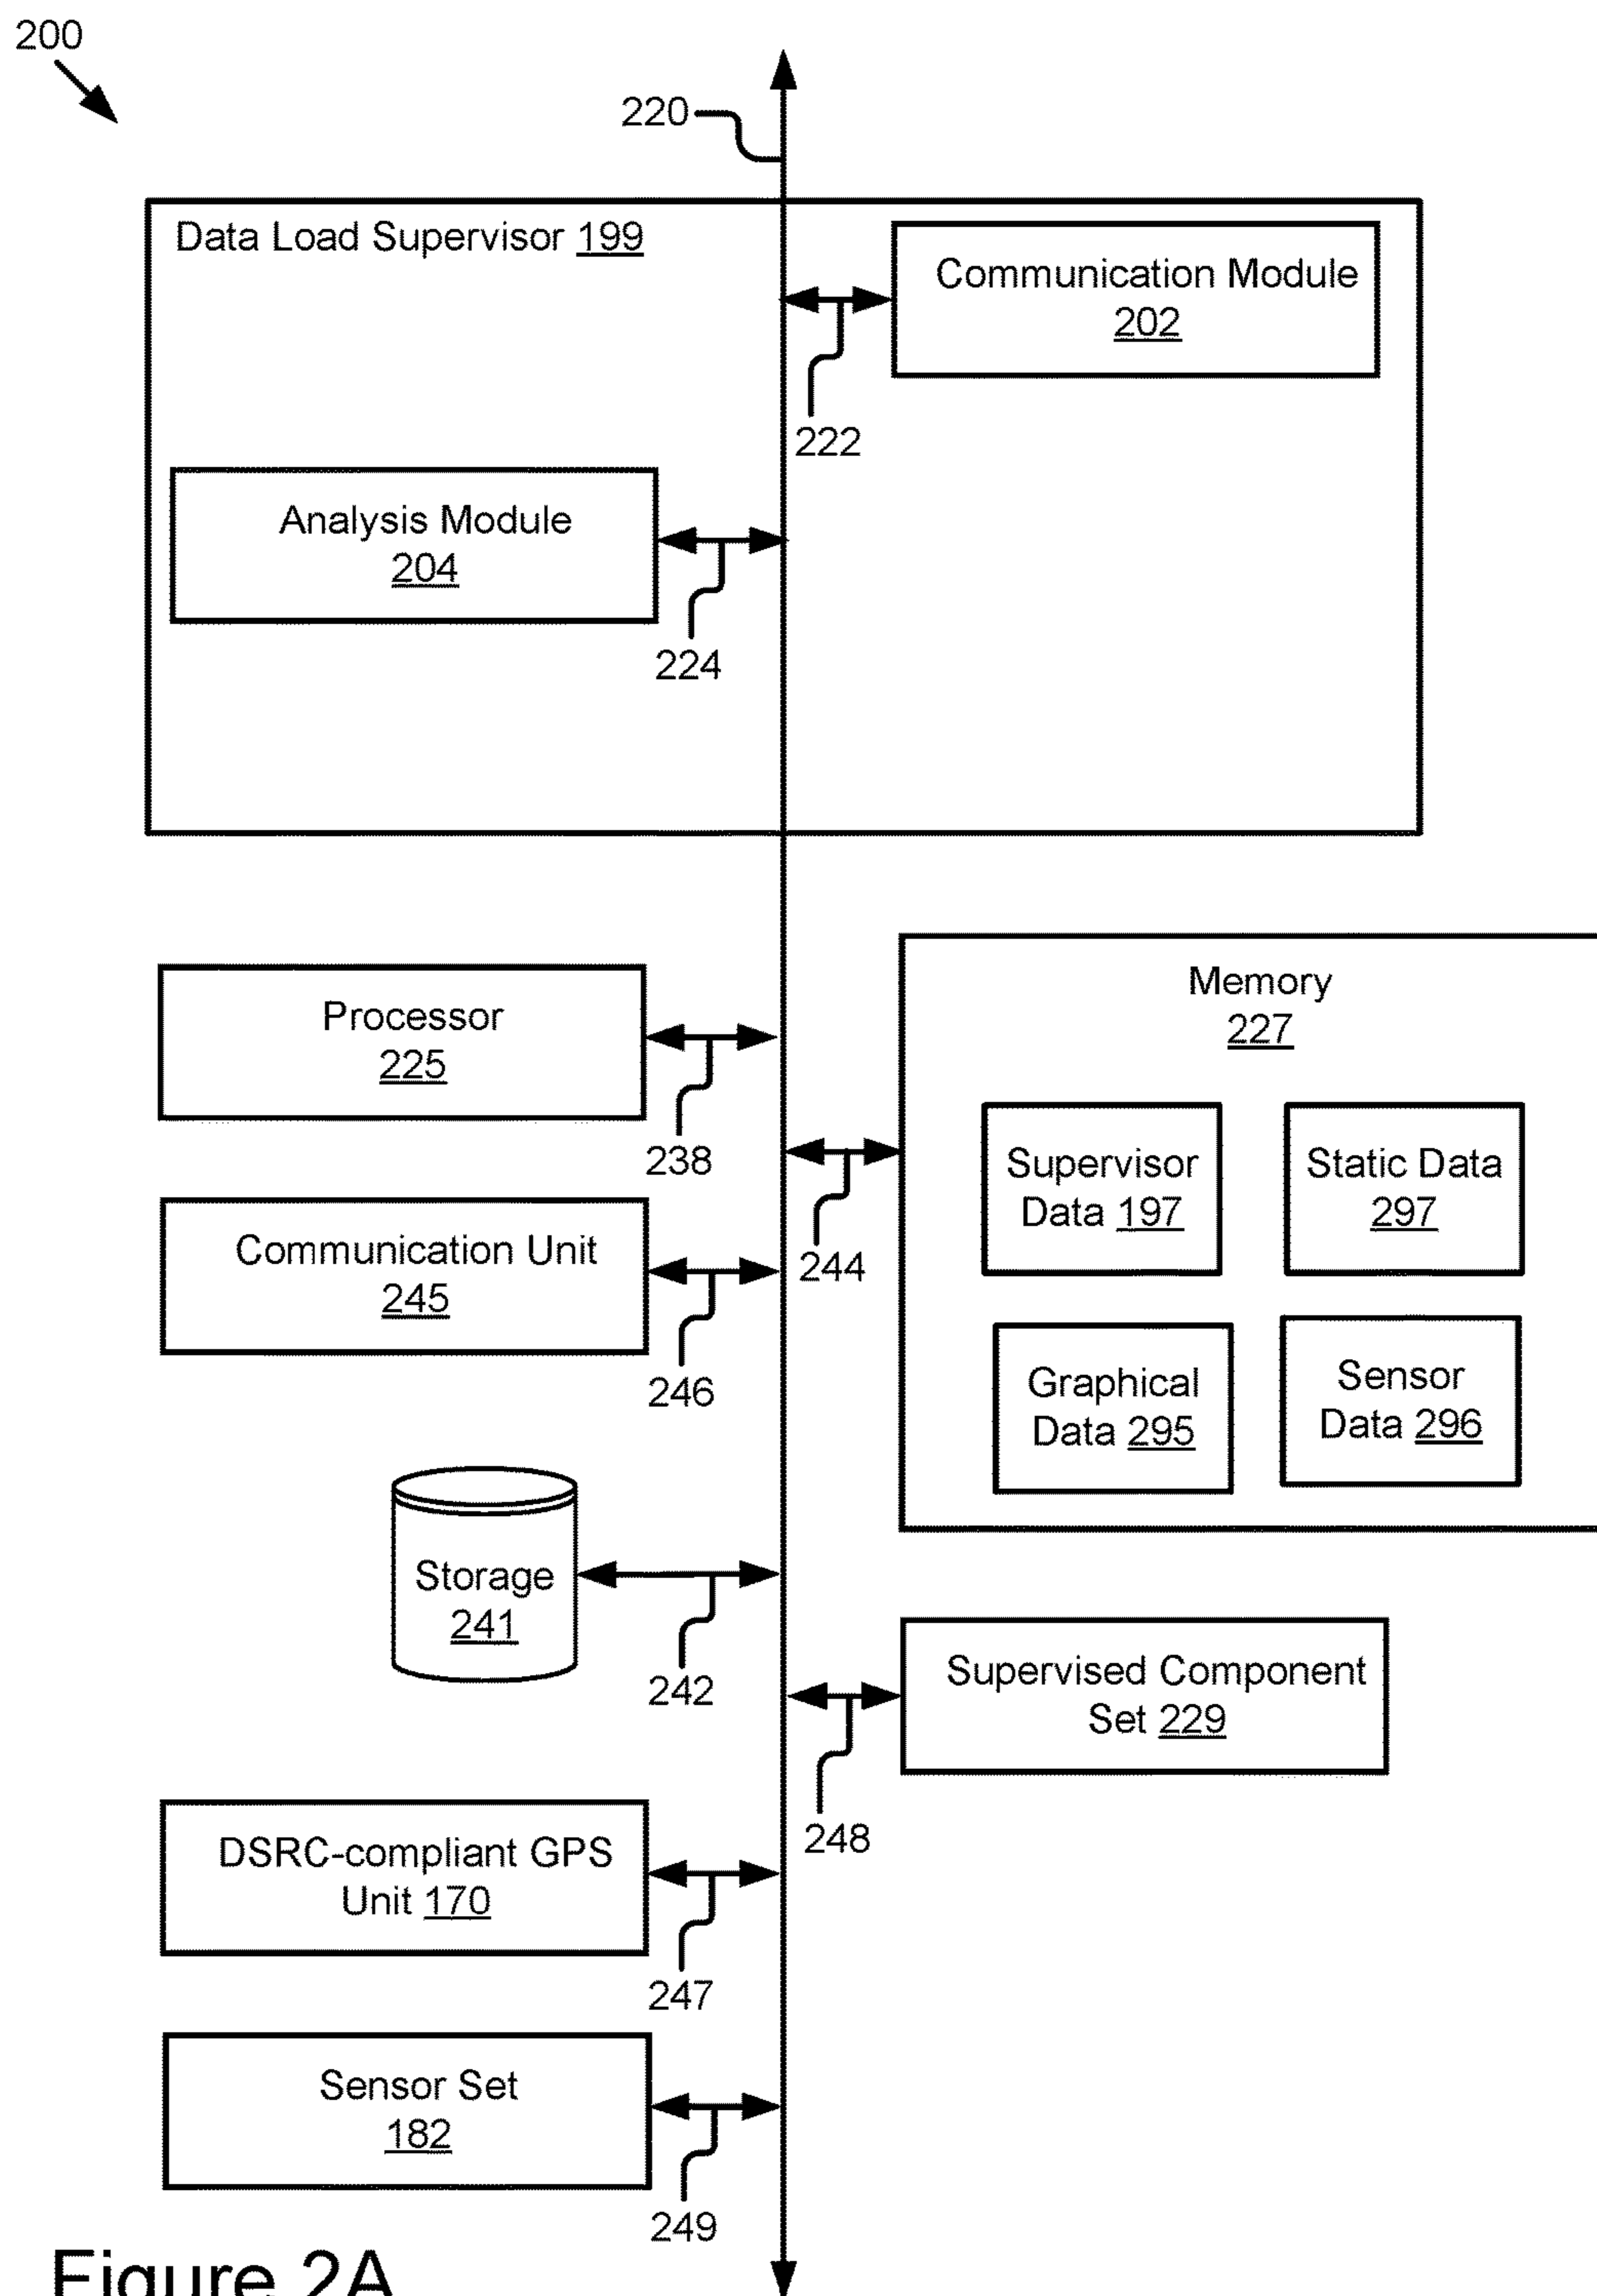 200
220
Data Load Supervisor 199
Communication Module
202
222
Analysis Module
204
224
Processor
225
238
Memory
227
Supervisor
Data 197
Static Data
297
244
Communication Unit
245
246
Graphical
Data 295
Sensor
Data 296
Storage
241
242
Supervised Component
Set 229
248
DSRC-compliant GPS
Unit 170
247
Sensor Set
182
249
Figure 2A